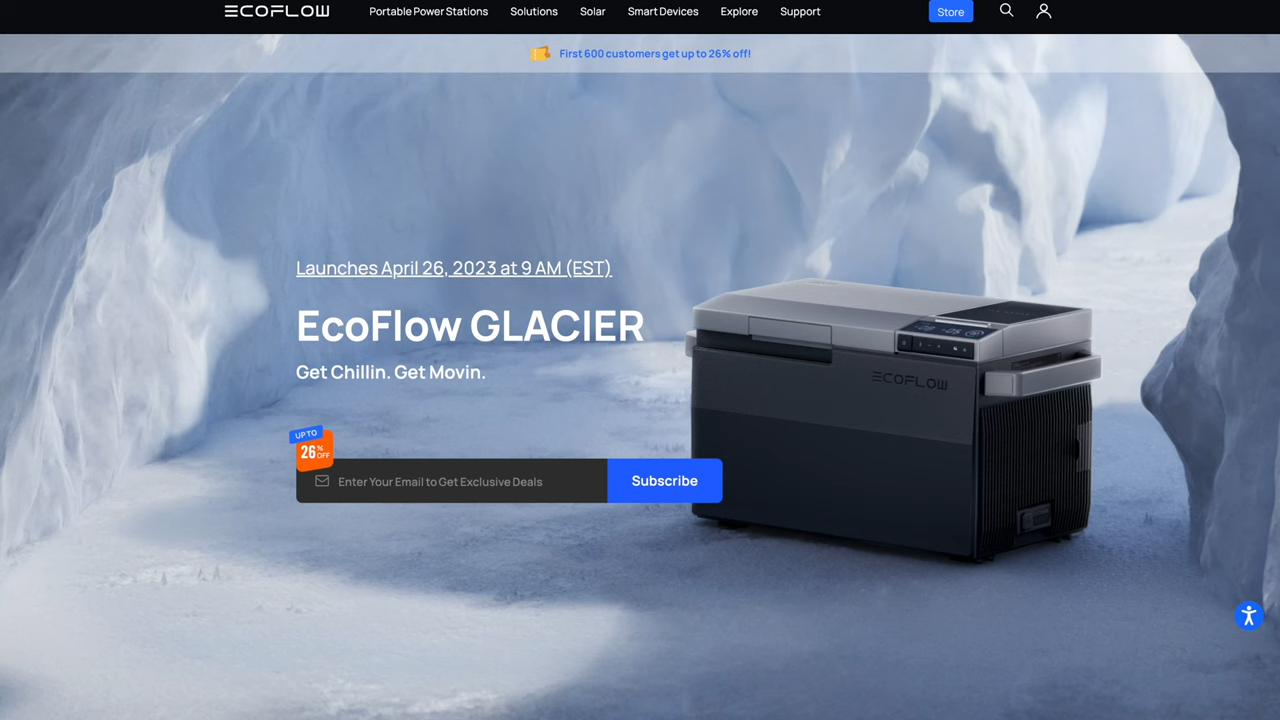 ECOFLOW
Portable Power Stations
Solutions
Solar
Smart Devices
Explore
Support
Store
First 600 customers get up to 26% off!
Launches April 26, 2023 at 9 AM (EST)
EcoFlow GLACIER
Get Chillin. Get Movin.
UP TO
26% OFF
Enter Your Email to Get Exclusive Deals
Subscribe
ECOFLOW